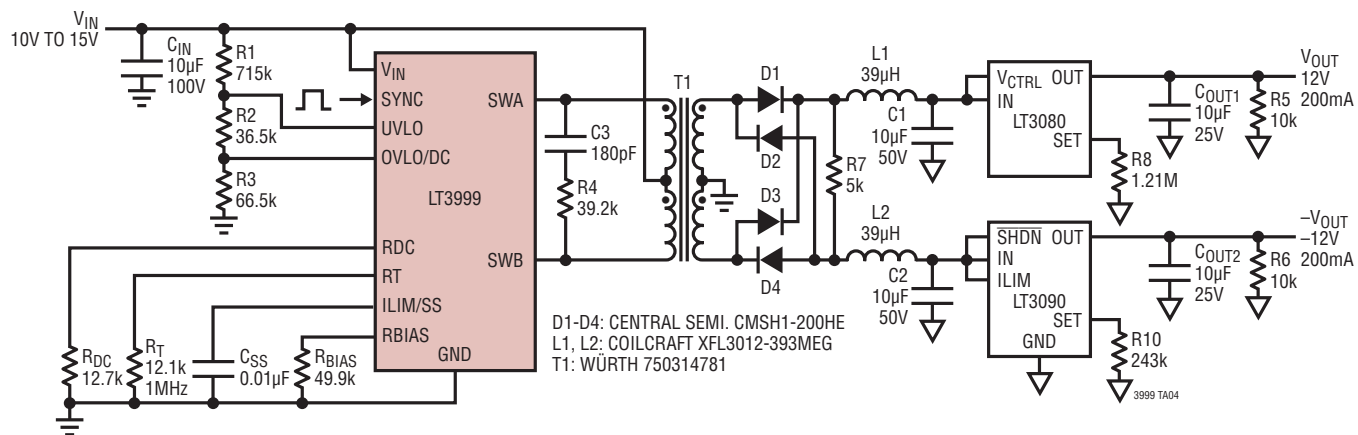 VIN
10V TO 15V
CIN
10µF
100V
R1
715k
R2
36.5k
R3
66.5k
VIN
SYNC
UVLO
OVLO/DC
LT3999
RDC
RT
ILIM/SS
RBIAS
GND
SWA
SWB
RDC
12.7k
RT
12.1k
1MHz
CSS
0.01µF
RBIAS
49.9k
C3
180pF
R4
39.2k
T1
D1
D2
D3
D4
R7
5k
L1
39µH
C1
10µF
50V
L2
39µH
C2
10µF
50V
VCTRL OUT
IN
LT3080
SET
R8
1.21M
COUT1
10µF
25V
R5
10k
VOUT
12V
200mA
SHDN OUT
IN
ILIM
LT3090
SET
GND
R10
243k
COUT2
10µF
25V
R6
10k
–VOUT
–12V
200mA
D1-D4: CENTRAL SEMI. CMSH1-200HE
L1, L2: COILCRAFT XFL3012-393MEG
T1: WÜRTH 750314781
3999 TA04